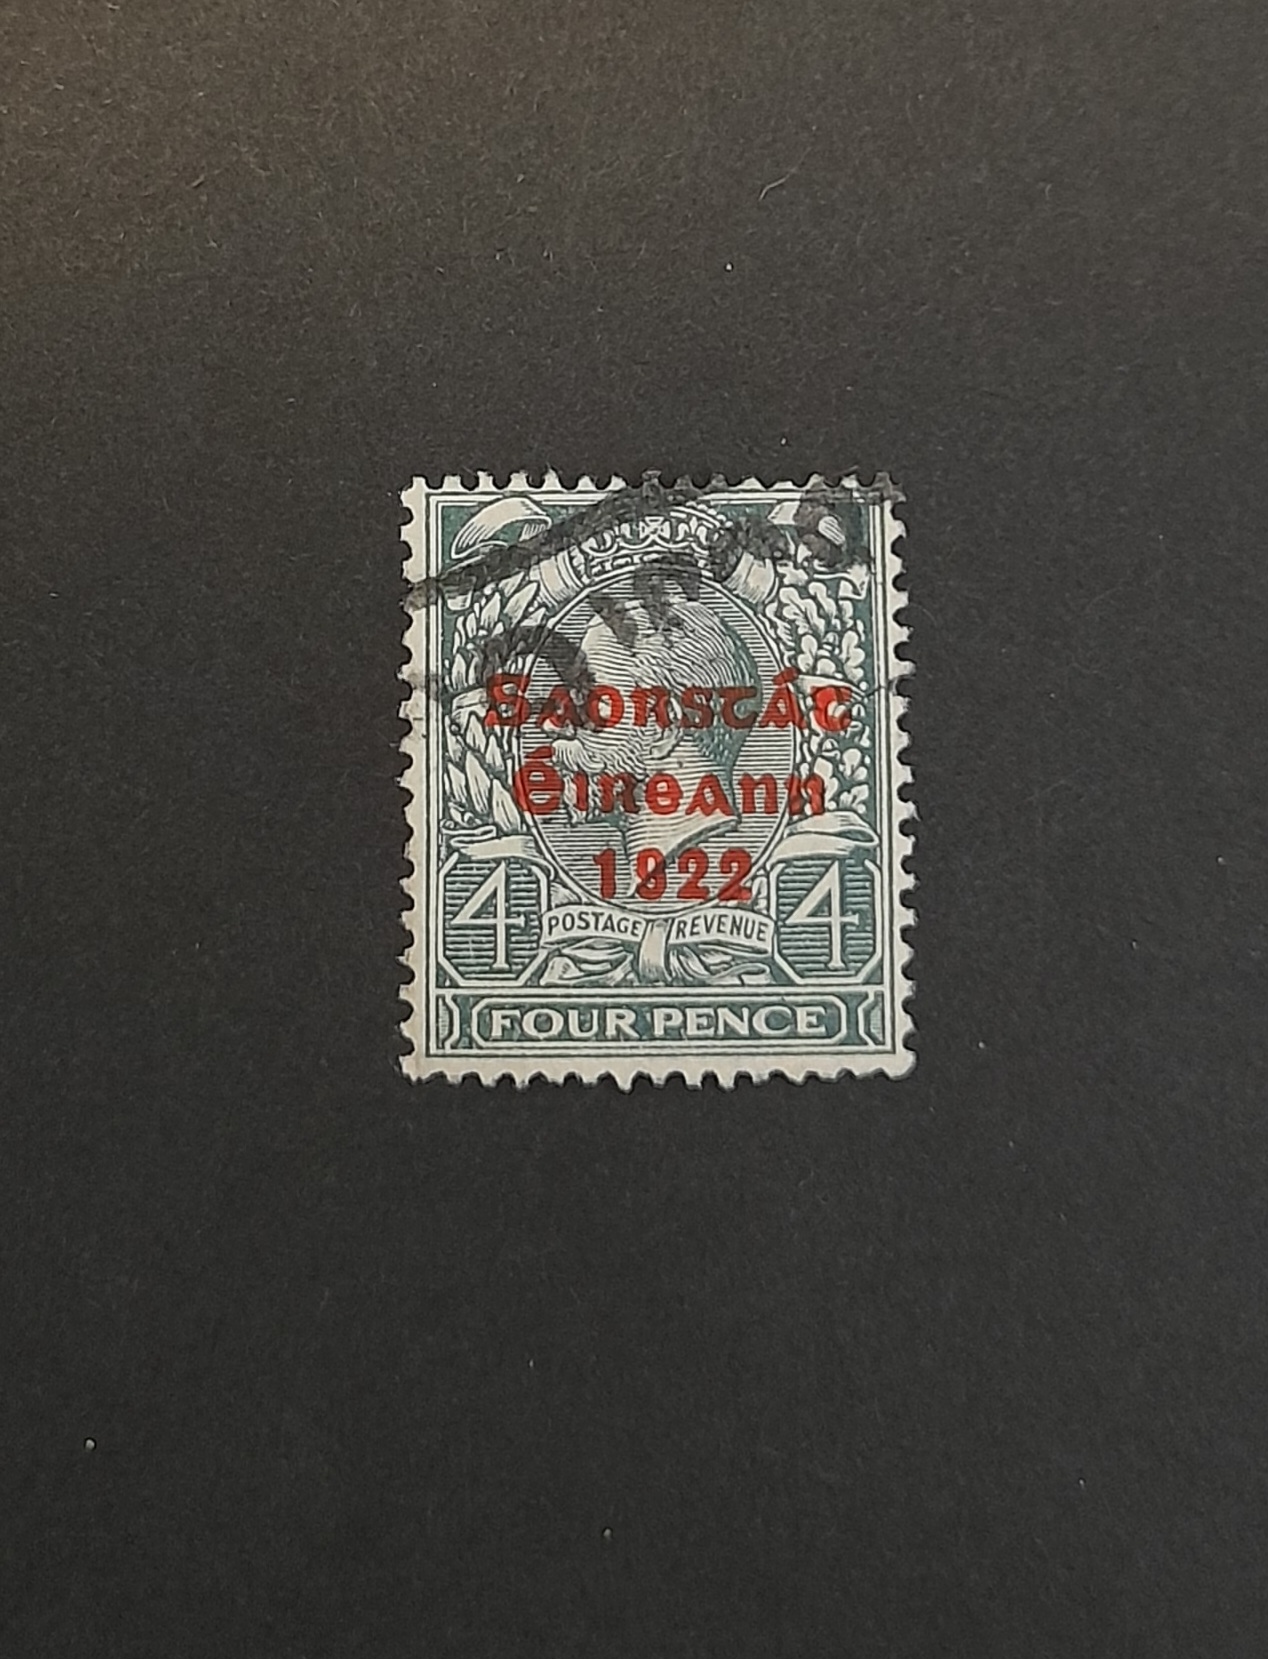 Saorstát
Éireann
1922
4 4
POSTAGE REVENUE
FOUR PENCE